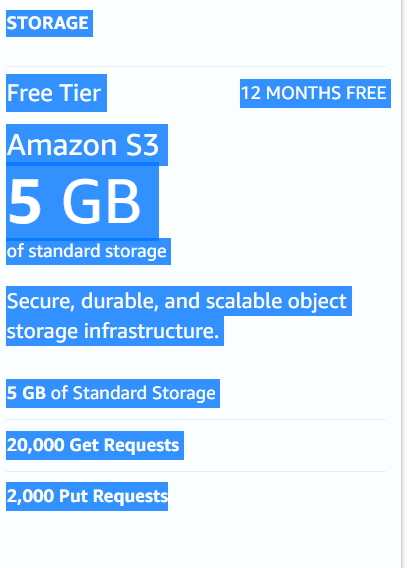 STORAGE
Free Tier
12 MONTHS FREE
Amazon S3
5 GB
of standard storage
Secure, durable, and scalable object
storage infrastructure.
5 GB of Standard Storage
20,000 Get Requests
2,000 Put Requests